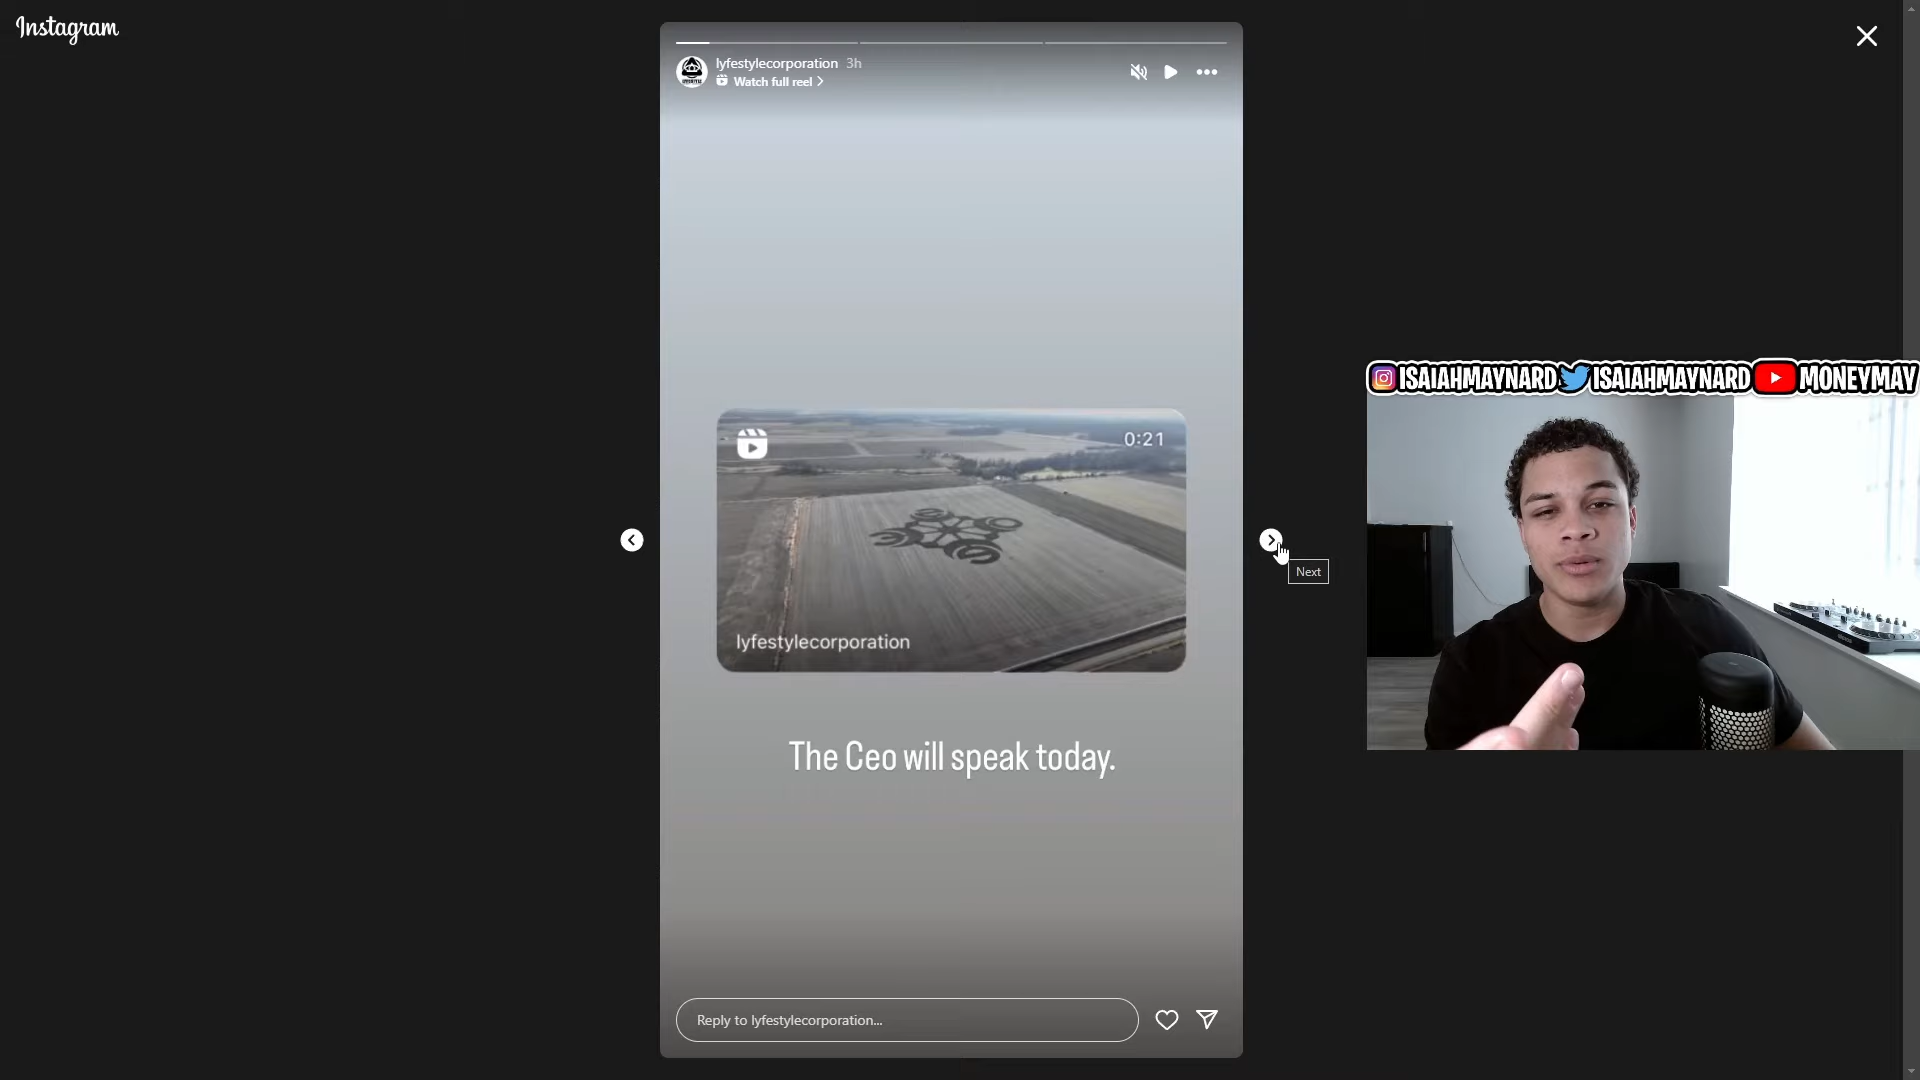 Instagram
lyfestylecorporation 3h
Watch full reel
0:21
lyfestylecorporation
Next
The Ceo will speak today.
Reply to lyfestylecorporation...
ISAIAHMAYNARD ISAIAHMAYNARD MONEYMAY